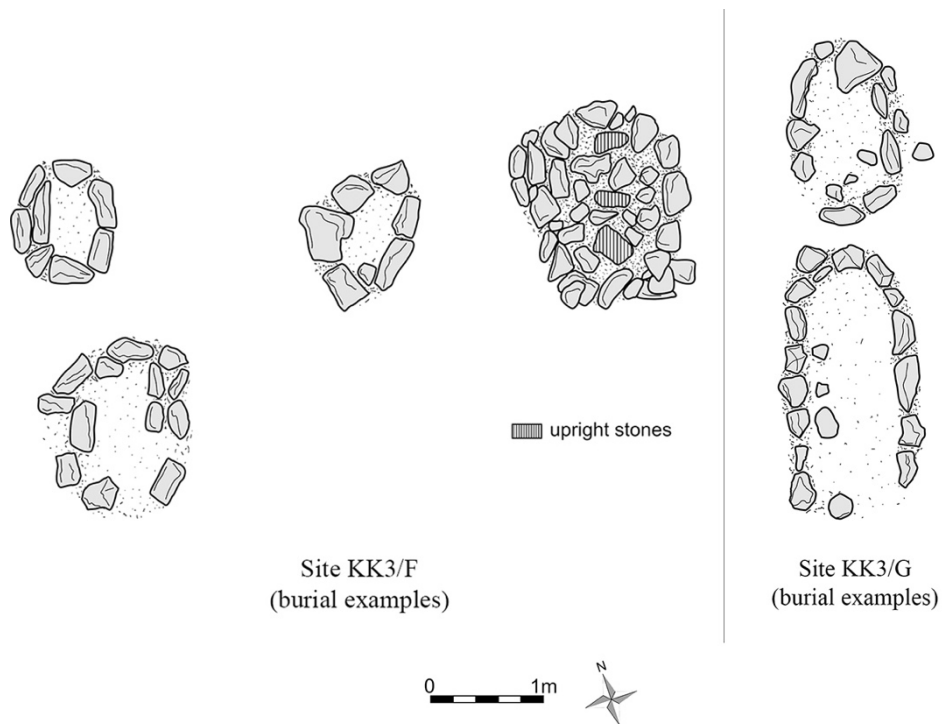 upright stones
Site KK3/F
(burial examples)
Site KK3/G
(burial examples)
0 1m
N